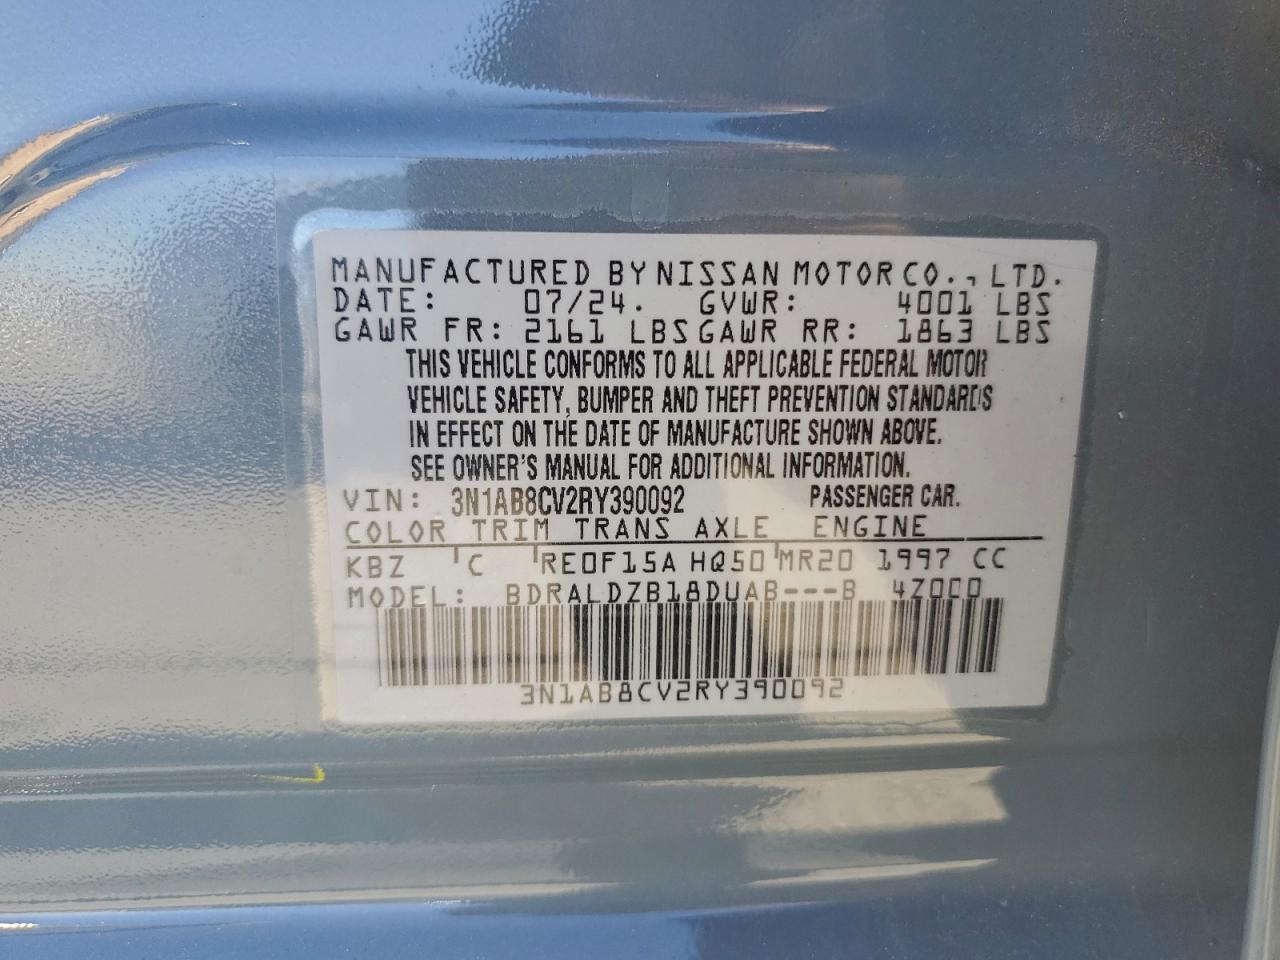 MANUFACTURED BY NISSAN MOTOR CO., LTD.
DATE: 07/24. GVWR: 4001 LBS
GAWR FR: 2161 LBS GAWR RR: 1863 LBS
THIS VEHICLE CONFORMS TO ALL APPLICABLE FEDERAL MOTOR
VEHICLE SAFETY, BUMPER AND THEFT PREVENTION STANDARDS
IN EFFECT ON THE DATE OF MANUFACTURE SHOWN ABOVE.
SEE OWNER'S MANUAL FOR ADDITIONAL INFORMATION.
VIN: 3N1AB8CV2RY390092 PASSENGER CAR.
COLOR TRIM TRANS AXLE ENGINE
KBZ C RE0F15A HQ50 MR20 1997 CC
MODEL: BDRALDZB18DUAB---B 4Z0C0
3N1AB8CV2RY390092